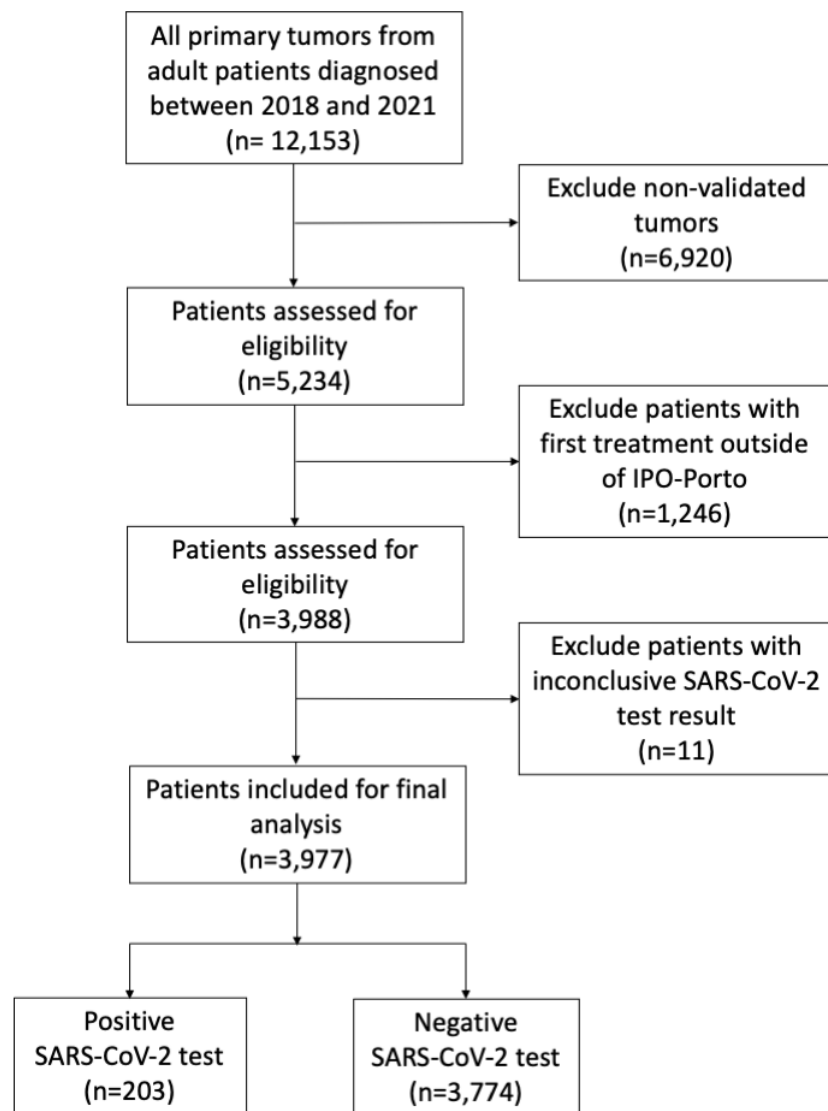 All primary tumors from
adult patients diagnosed
between 2018 and 2021
(n= 12,153)
Exclude non-validated
tumors
(n=6,920)
Patients assessed for
eligibility
(n=5,234)
Exclude patients with
first treatment outside
of IPO-Porto
(n=1,246)
Patients assessed for
eligibility
(n=3,988)
Exclude patients with
inconclusive SARS-CoV-2
test result
(n=11)
Patients included for final
analysis
(n=3,977)
Positive
SARS-CoV-2 test
(n=203)
Negative
SARS-CoV-2 test
(n=3,774)